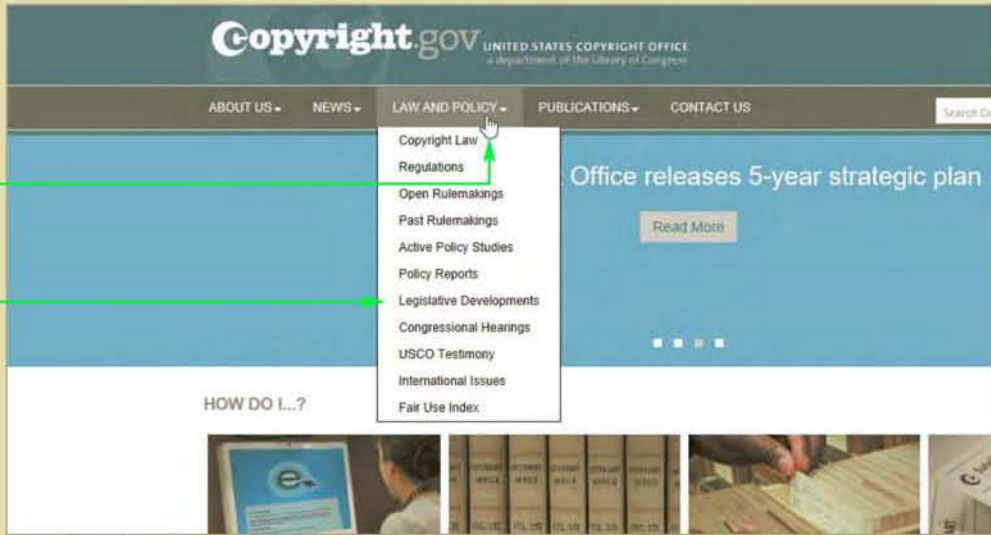 Copyright.gov UNITED STATES COPYRIGHT OFFICE
a department of the Library of Congress
ABOUT US NEWS LAW AND POLICY PUBLICATIONS CONTACT US Search
Copyright Law
Regulations
Office releases 5-year strategic plan
Open Rulemakings
Past Rulemakings
Read More
Active Policy Studies
Policy Reports
Legislative Developments
Congressional Hearings
USCO Testimony
International Issues
Fair Use Index
HOW DO I...?